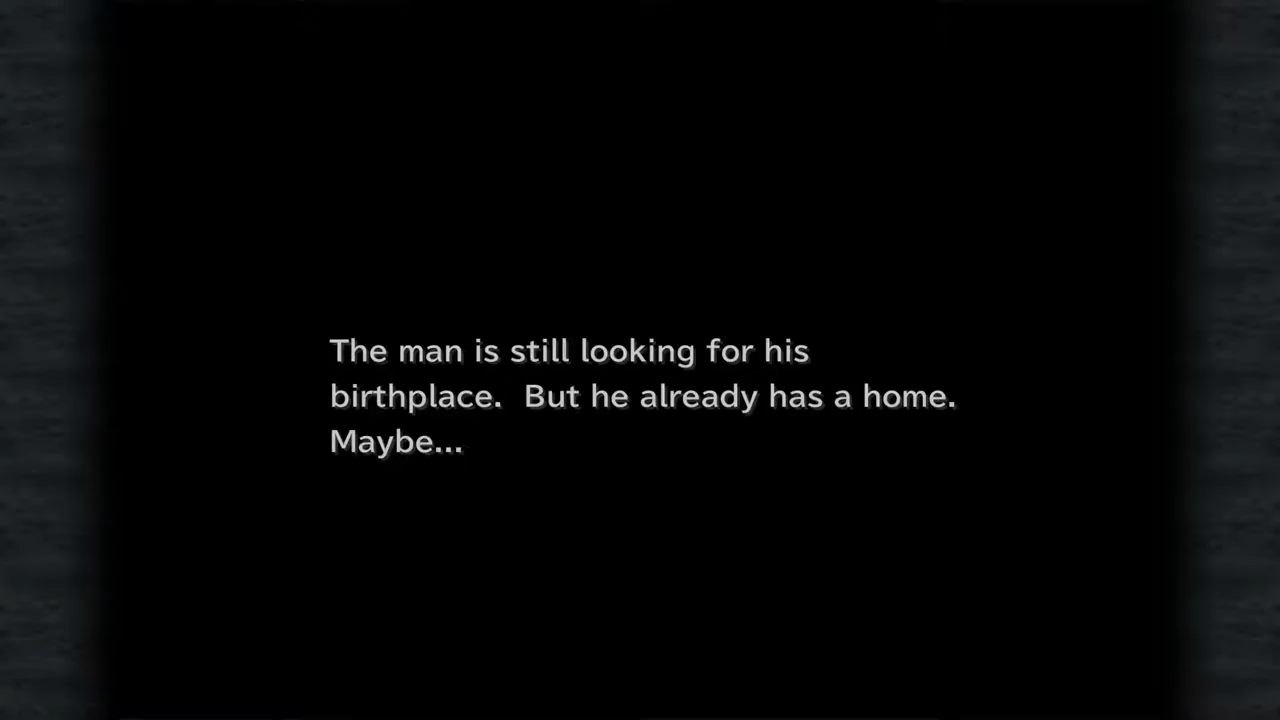 The man is still looking for his
birthplace.  But he already has a home.
Maybe...